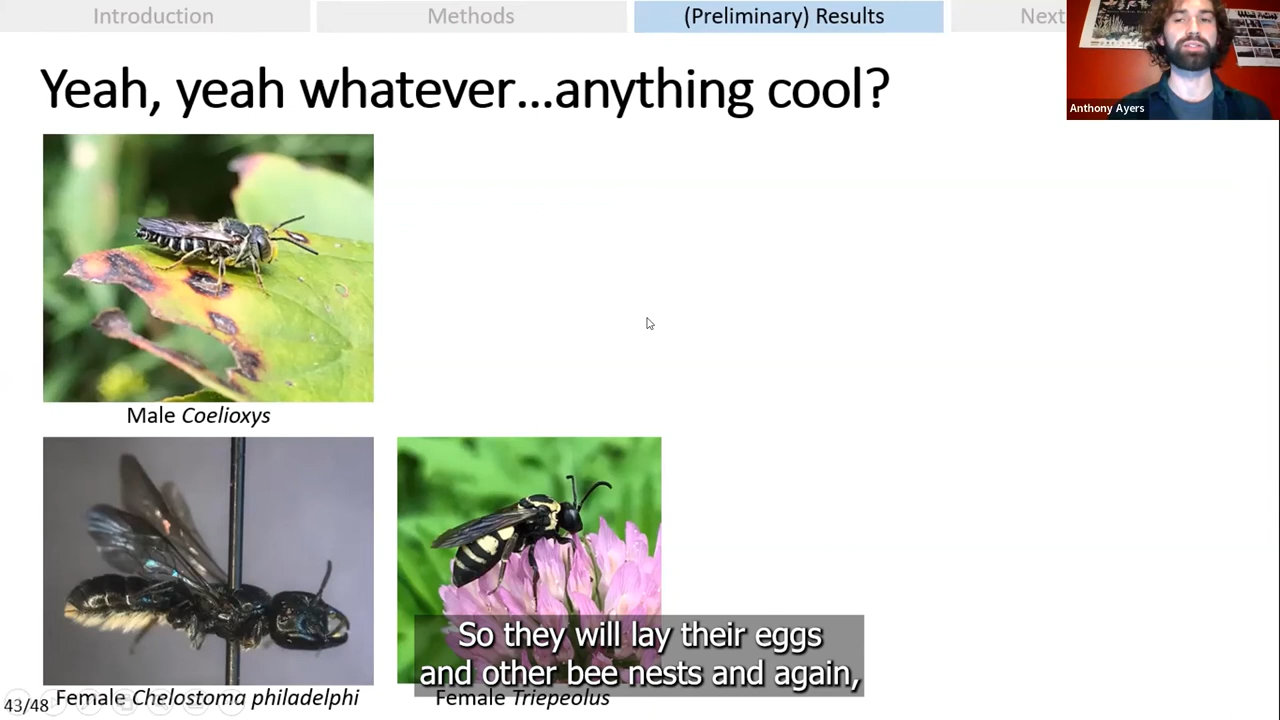 Introduction
Methods
(Preliminary) Results
Next
Anthony Ayers
Yeah, yeah whatever...anything cool?
Male Coelioxys
So they will lay their eggs
and other bee nests and again,
43/48
Female Chelostoma philadelphi
Female Triepeolus